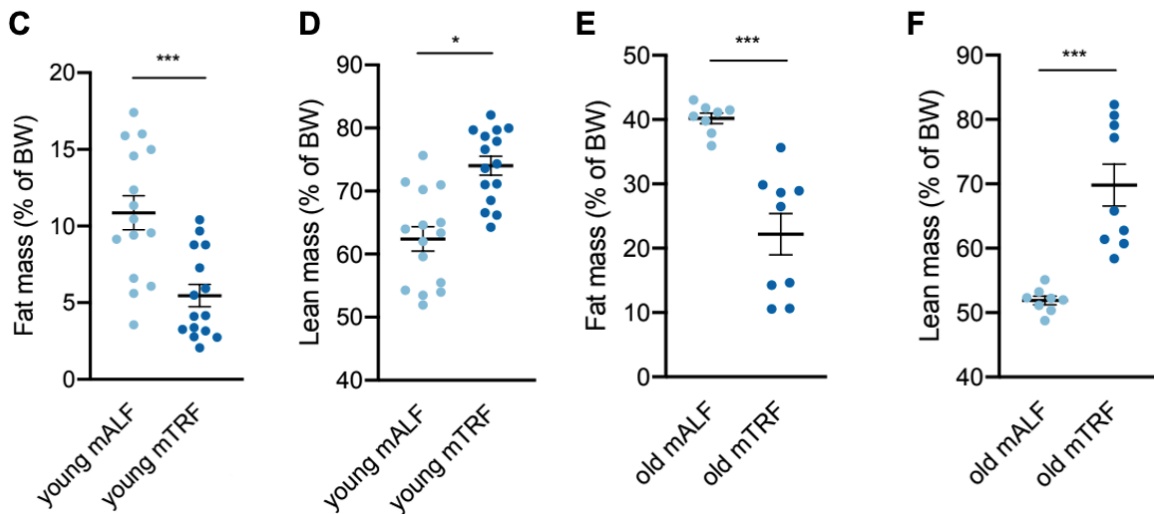 C
***
Fat mass (% of BW)
20
15
10
5
0
young mALF
young mTRF
D
*
Lean mass (% of BW)
90
80
70
60
50
40
young mALF
young mTRF
E
***
Fat mass (% of BW)
50
40
30
20
10
0
old mALF
old mTRF
F
***
Lean mass (% of BW)
90
80
70
60
50
40
old mALF
old mTRF